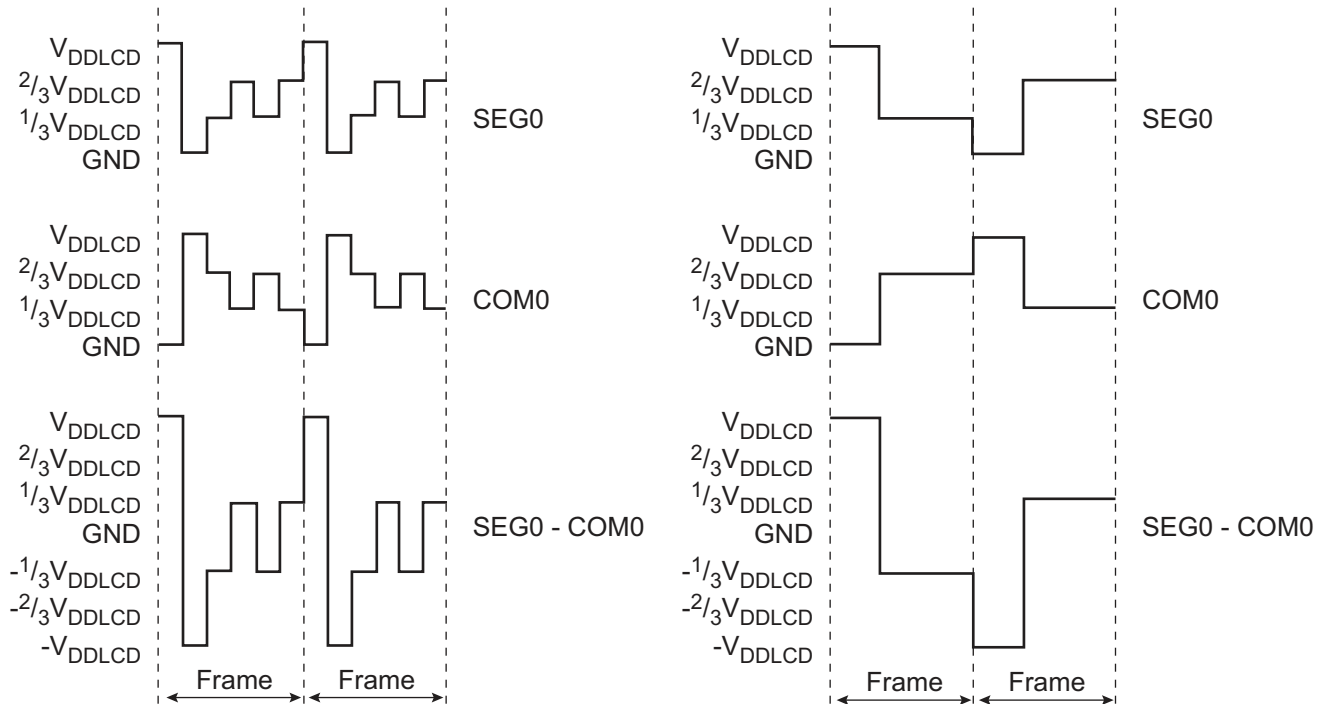 VDDLCD
2/3VDDLCD
1/3VDDLCD
GND
SEG0
VDDLCD
2/3VDDLCD
1/3VDDLCD
GND
COM0
VDDLCD
2/3VDDLCD
1/3VDDLCD
GND
-1/3VDDLCD
-2/3VDDLCD
-VDDLCD
SEG0 - COM0
Frame
Frame
VDDLCD
2/3VDDLCD
1/3VDDLCD
GND
SEG0
VDDLCD
2/3VDDLCD
1/3VDDLCD
GND
COM0
VDDLCD
2/3VDDLCD
1/3VDDLCD
GND
-1/3VDDLCD
-2/3VDDLCD
-VDDLCD
SEG0 - COM0
Frame
Frame